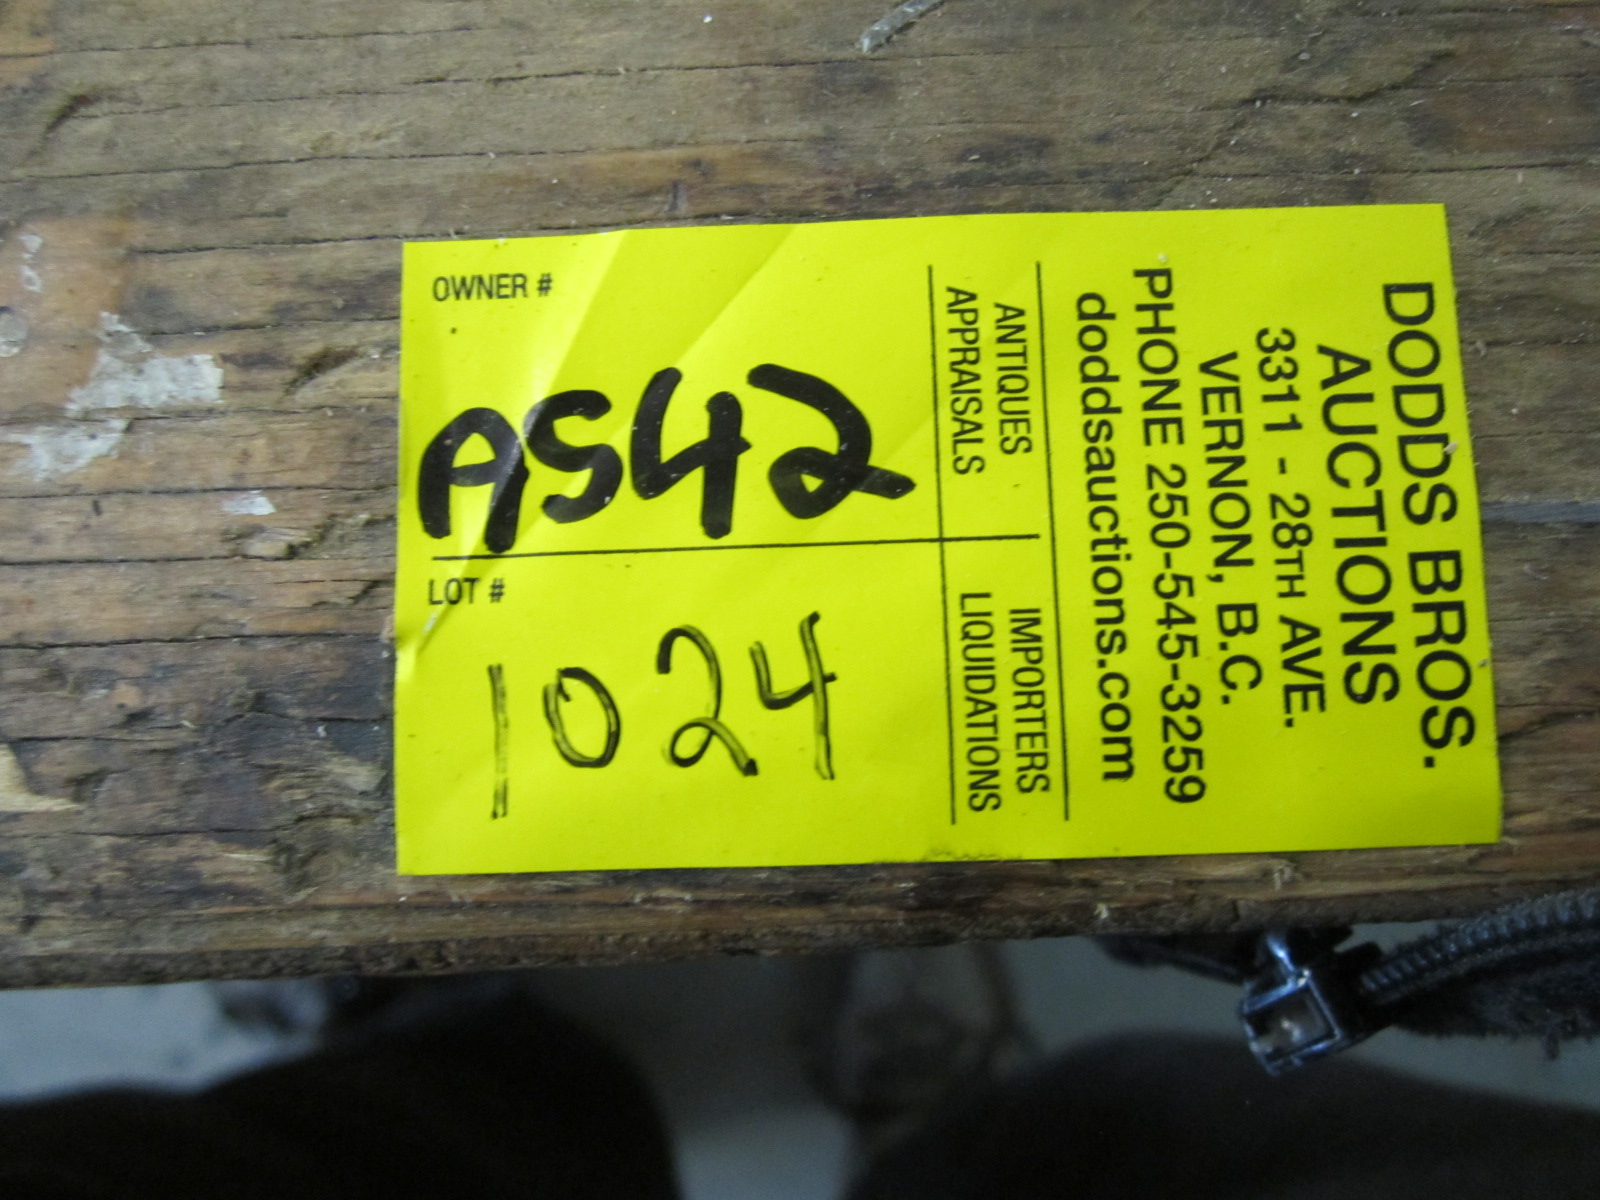 DODDS BROS.
AUCTIONS
3311 - 28TH AVE.
VERNON, B.C.
PHONE 250-545-3259
doddsauctions.com
ANTIQUES IMPORTERS
APPRAISALS LIQUIDATIONS
OWNER #
AS42
LOT #
1024